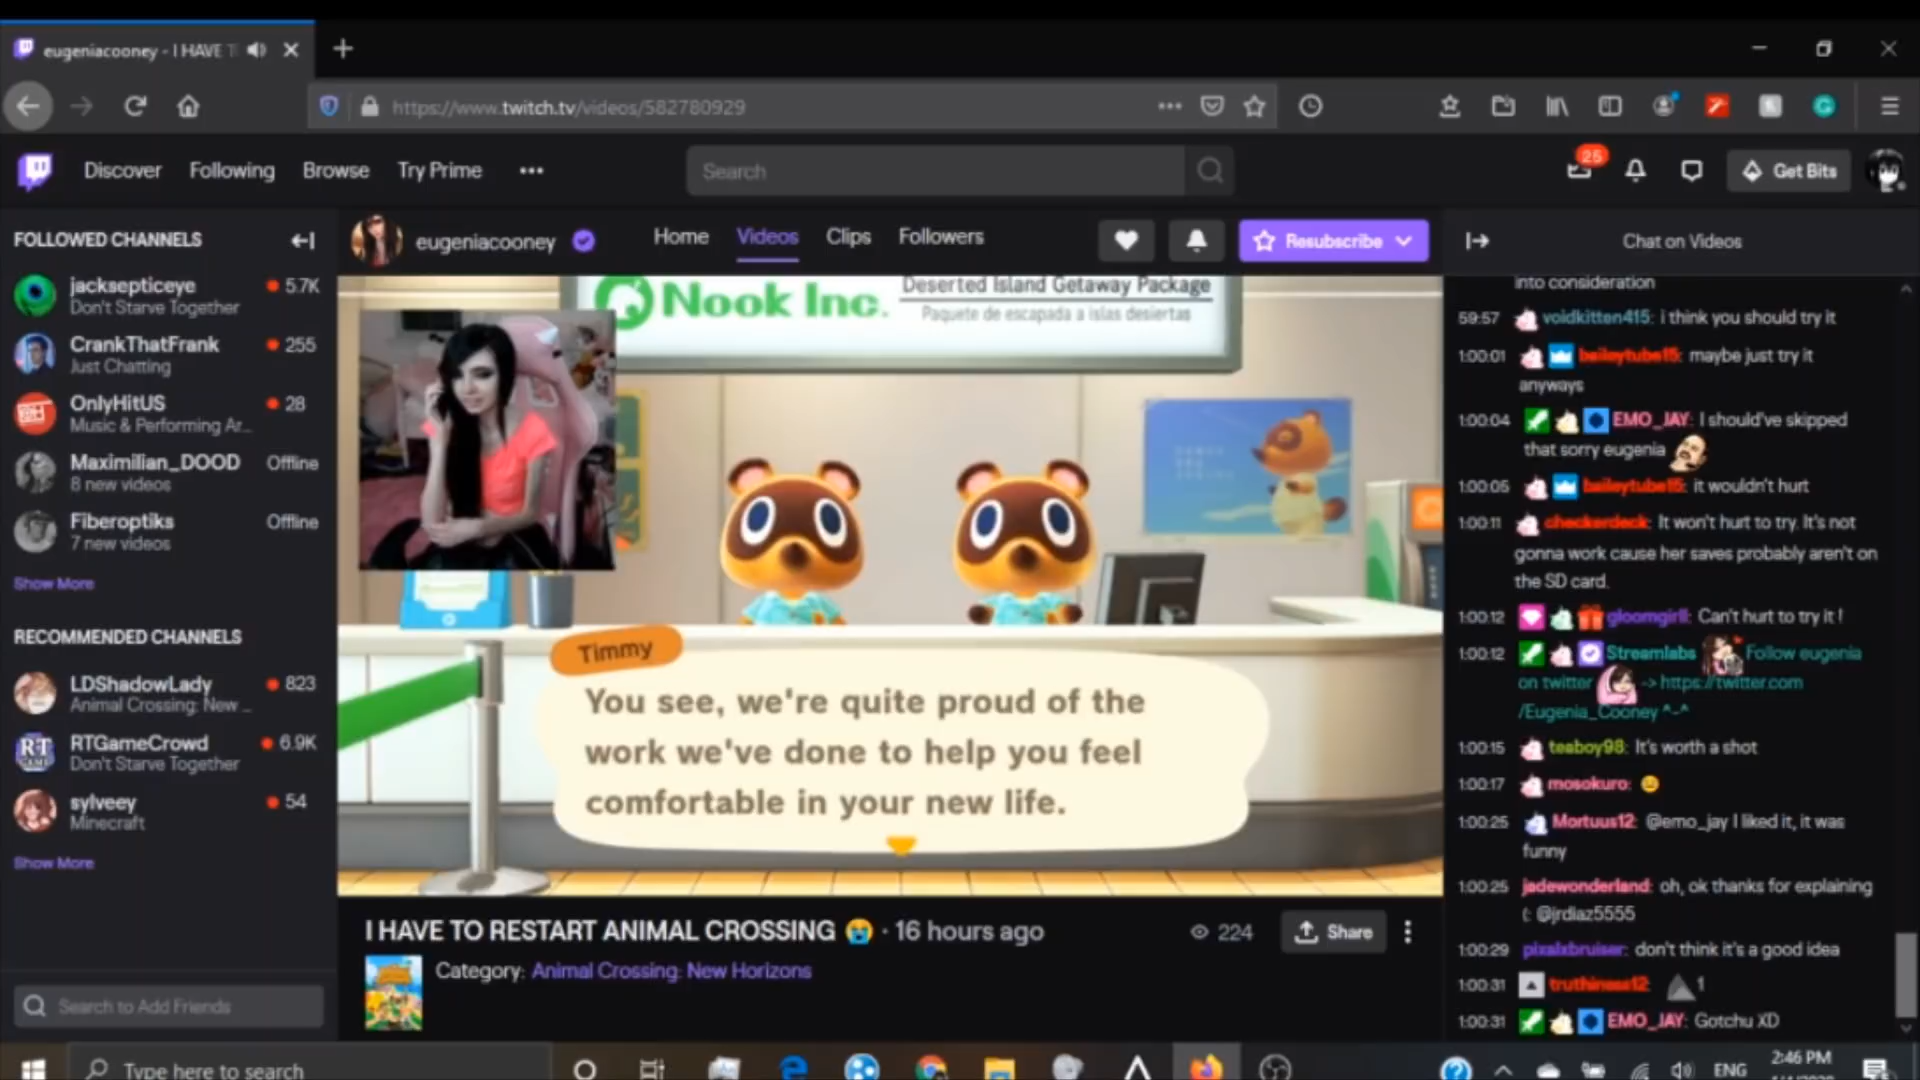 eugeniacooney - I HAVE T
https://www.twitch.tv/videos/582780929
Discover
Following
Browse
Try Prime
Search
25
Get Bits
FOLLOWED CHANNELS
jacksepticeye
5.7K
Don't Starve Together
CrankThatFrank
255
Just Chatting
OnlyHitUS
28
Music & Performing Ar...
Maximilian_DOOD
Offline
8 new videos
Fiberoptiks
Offline
7 new videos
Show More
RECOMMENDED CHANNELS
LDShadowLady
823
Animal Crossing: New ...
RTGameCrowd
6.9K
Don't Starve Together
sylveey
54
Minecraft
Show More
Search to Add Friends
eugeniacooney
Home
Videos
Clips
Followers
Resubscribe
Nook Inc.
Deserted Island Getaway Package
Paquete de escapada a islas desiertas
Timmy
You see, we're quite proud of the
work we've done to help you feel
comfortable in your new life.
I HAVE TO RESTART ANIMAL CROSSING 😭 · 16 hours ago
224
Share
Category: Animal Crossing: New Horizons
Chat on Videos
into consideration
59:57 voidkitten415: i think you should try it
1:00:01 baileytube15: maybe just try it
anyways
1:00:04 EMO_JAY: I should've skipped
that sorry eugenia
1:00:05 baileytube15: it wouldn't hurt
1:00:11 checkerdeck: It won't hurt to try. It's not
gonna work cause her saves probably aren't on
the SD card.
1:00:12 gloomgirll: Can't hurt to try it !
1:00:12 Streamlabs Follow eugenia
on twitter -> https://twitter.com
/Eugenia_Cooney ^-^
1:00:15 teaboy98: It's worth a shot
1:00:17 mosokuro:
1:00:25 Mortuus12: @emo_jay I liked it, it was
funny
1:00:25 jadewonderland: oh, ok thanks for explaining
(: @jrdiaz5555
1:00:29 pixalxbruiser: don't think it's a good idea
1:00:31 truthiness12: 1
1:00:31 EMO_JAY: Gotchu XD
Type here to search
ENG
2:46 PM